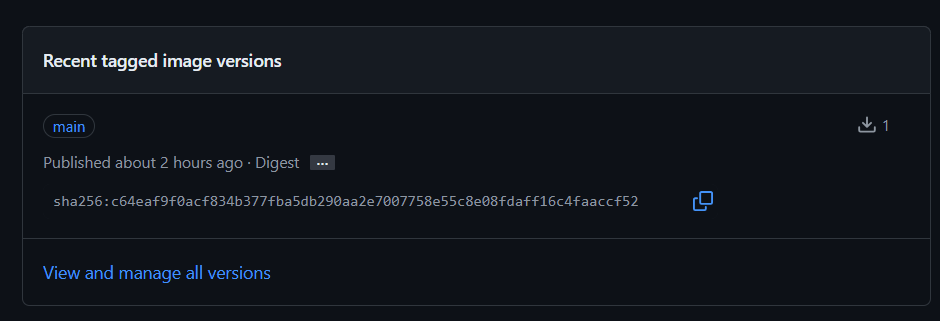 Recent tagged image versions
main
1
Published about 2 hours ago · Digest ...
sha256:c64eaf9f0acf834b377fba5db290aa2e7007758e55c8e08fdaff16c4faaccf52
View and manage all versions